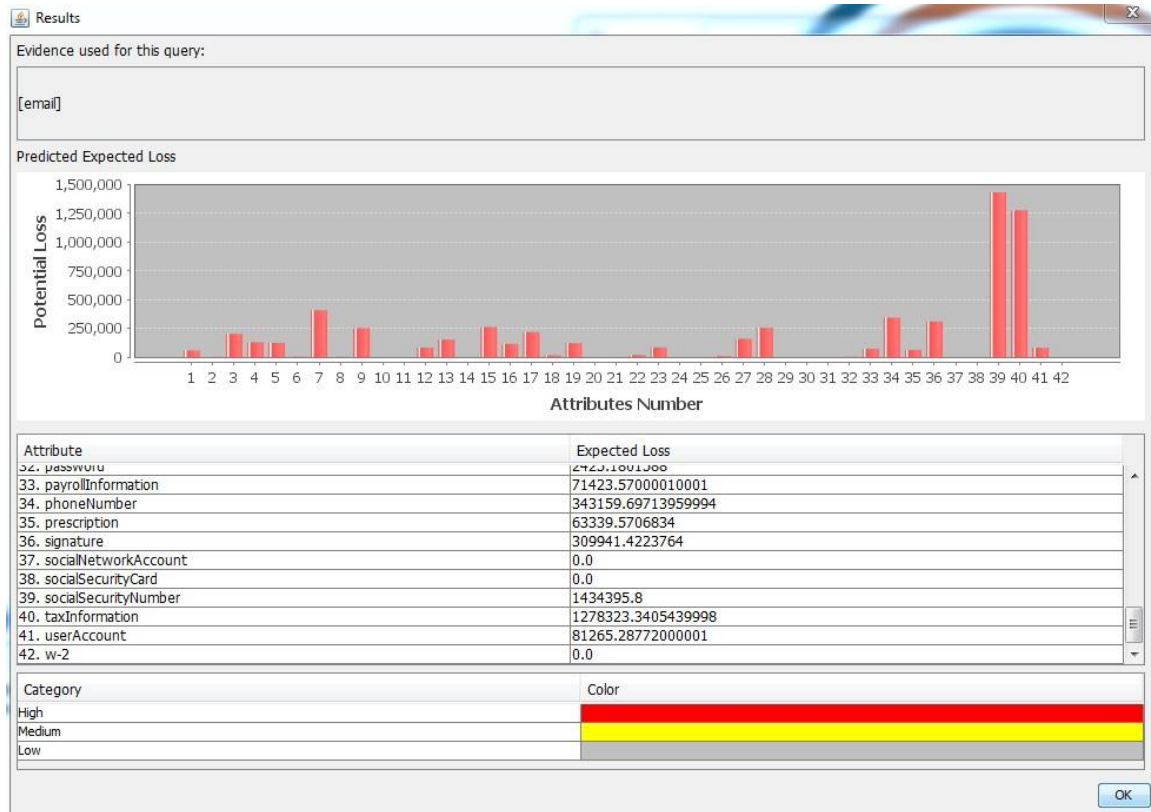 Results
Evidence used for this query:
[email]
Predicted Expected Loss
1,500,000
1,250,000
1,000,000
750,000
500,000
250,000
0
Potential Loss
1 2 3 4 5 6 7 8 9 10 11 12 13 14 15 16 17 18 19 20 21 22 23 24 25 26 27 28 29 30 31 32 33 34 35 36 37 38 39 40 41 42
Attributes Number
Attribute Expected Loss
32. password 2425.1801588
33. payrollInformation 71423.57000010001
34. phoneNumber 343159.69713959994
35. prescription 63339.5706834
36. signature 309941.4223764
37. socialNetworkAccount 0.0
38. socialSecurityCard 0.0
39. socialSecurityNumber 1434395.8
40. taxInformation 1278323.3405439998
41. userAccount 81265.28772000001
42. w-2 0.0
Category Color
High
Medium
Low
OK